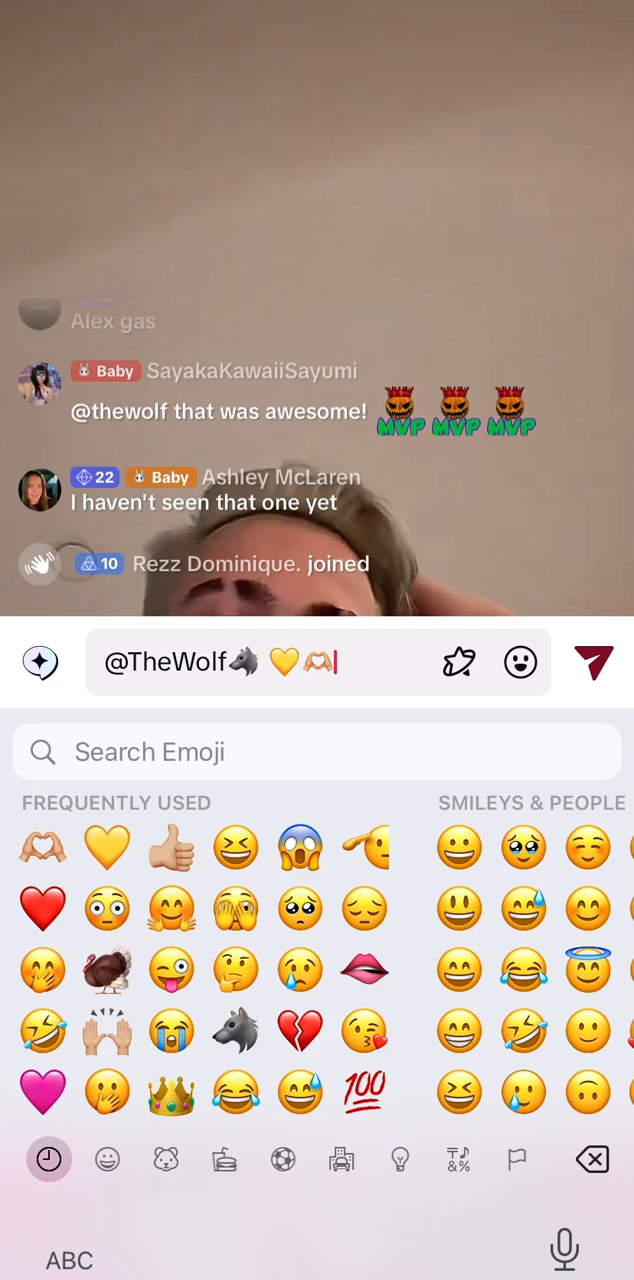 Alex gas
Baby SayakaKawaiiSayumi
@thewolf that was awesome! MVP MVP MVP
22 Baby Ashley McLaren
I haven't seen that one yet
10 Rezz Dominique. joined
@TheWolf🐺 💛🫶🏼
Search Emoji
FREQUENTLY USED SMILEYS & PEOPLE
100
&%
ABC